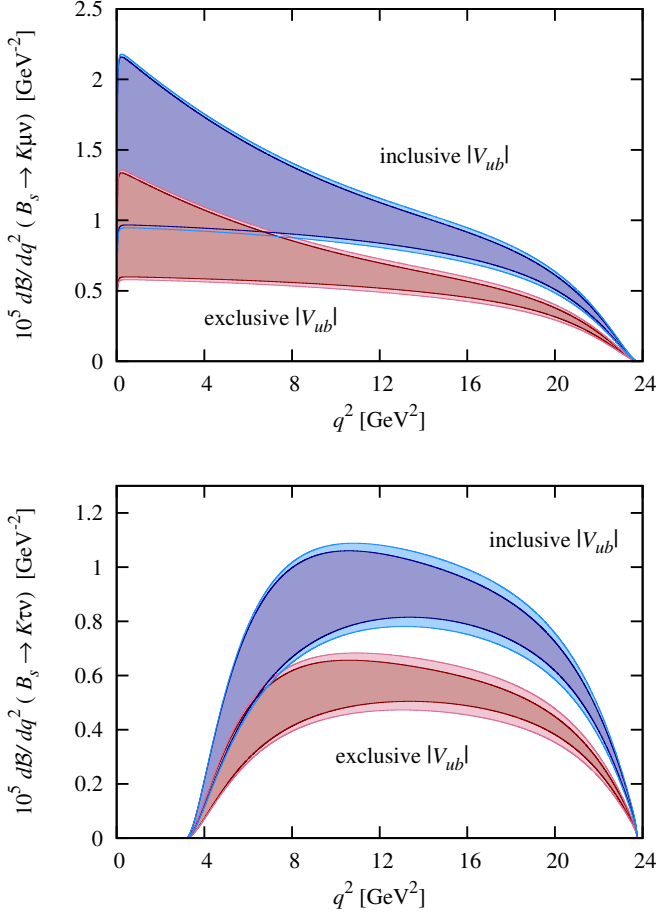 2.5
2
1.5
1
0.5
0
10^5 dB/dq^2 ( B_s → Kμν) [GeV^-2]
inclusive |V_ub|
exclusive |V_ub|
0 4 8 12 16 20 24
q^2 [GeV^2]
1.2
1
0.8
0.6
0.4
0.2
0
10^5 dB/dq^2 ( B_s → Kτν) [GeV^-2]
inclusive |V_ub|
exclusive |V_ub|
0 4 8 12 16 20 24
q^2 [GeV^2]